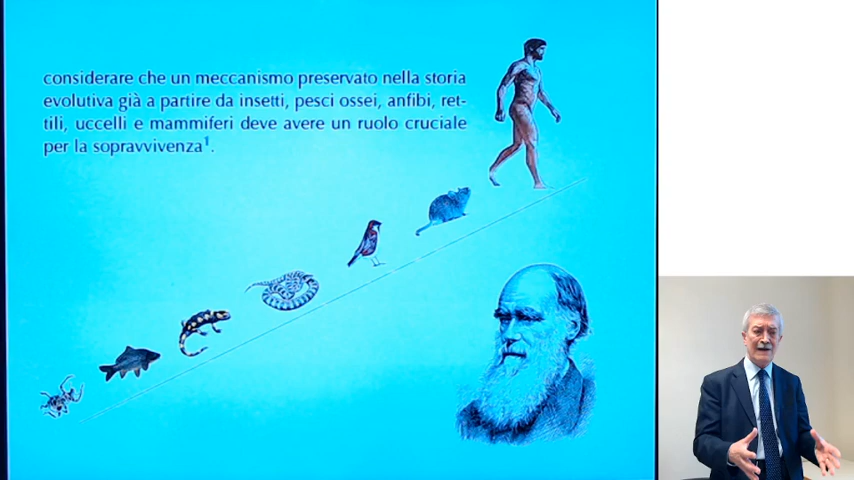 considerare che un meccanismo preservato nella storia
evolutiva già a partire da insetti, pesci ossei, anfibi, ret-
tili, uccelli e mammiferi deve avere un ruolo cruciale
per la sopravvivenza¹.